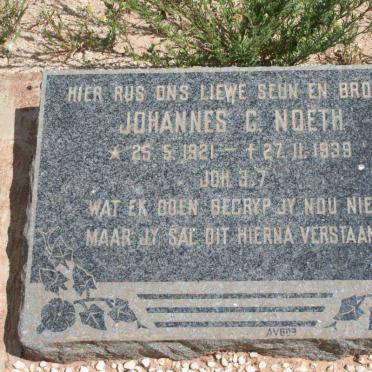 HIER RUS ONS LIEWE SEUN EN BRO
JOHANNES C. NOETH
* 25.5.1921 - † 27.11.1939
JOH 3.7
WAT EK DOEN BEGRYP JY NOU NIE
MAAR JY SAL DIT HIERNA VERSTAAN